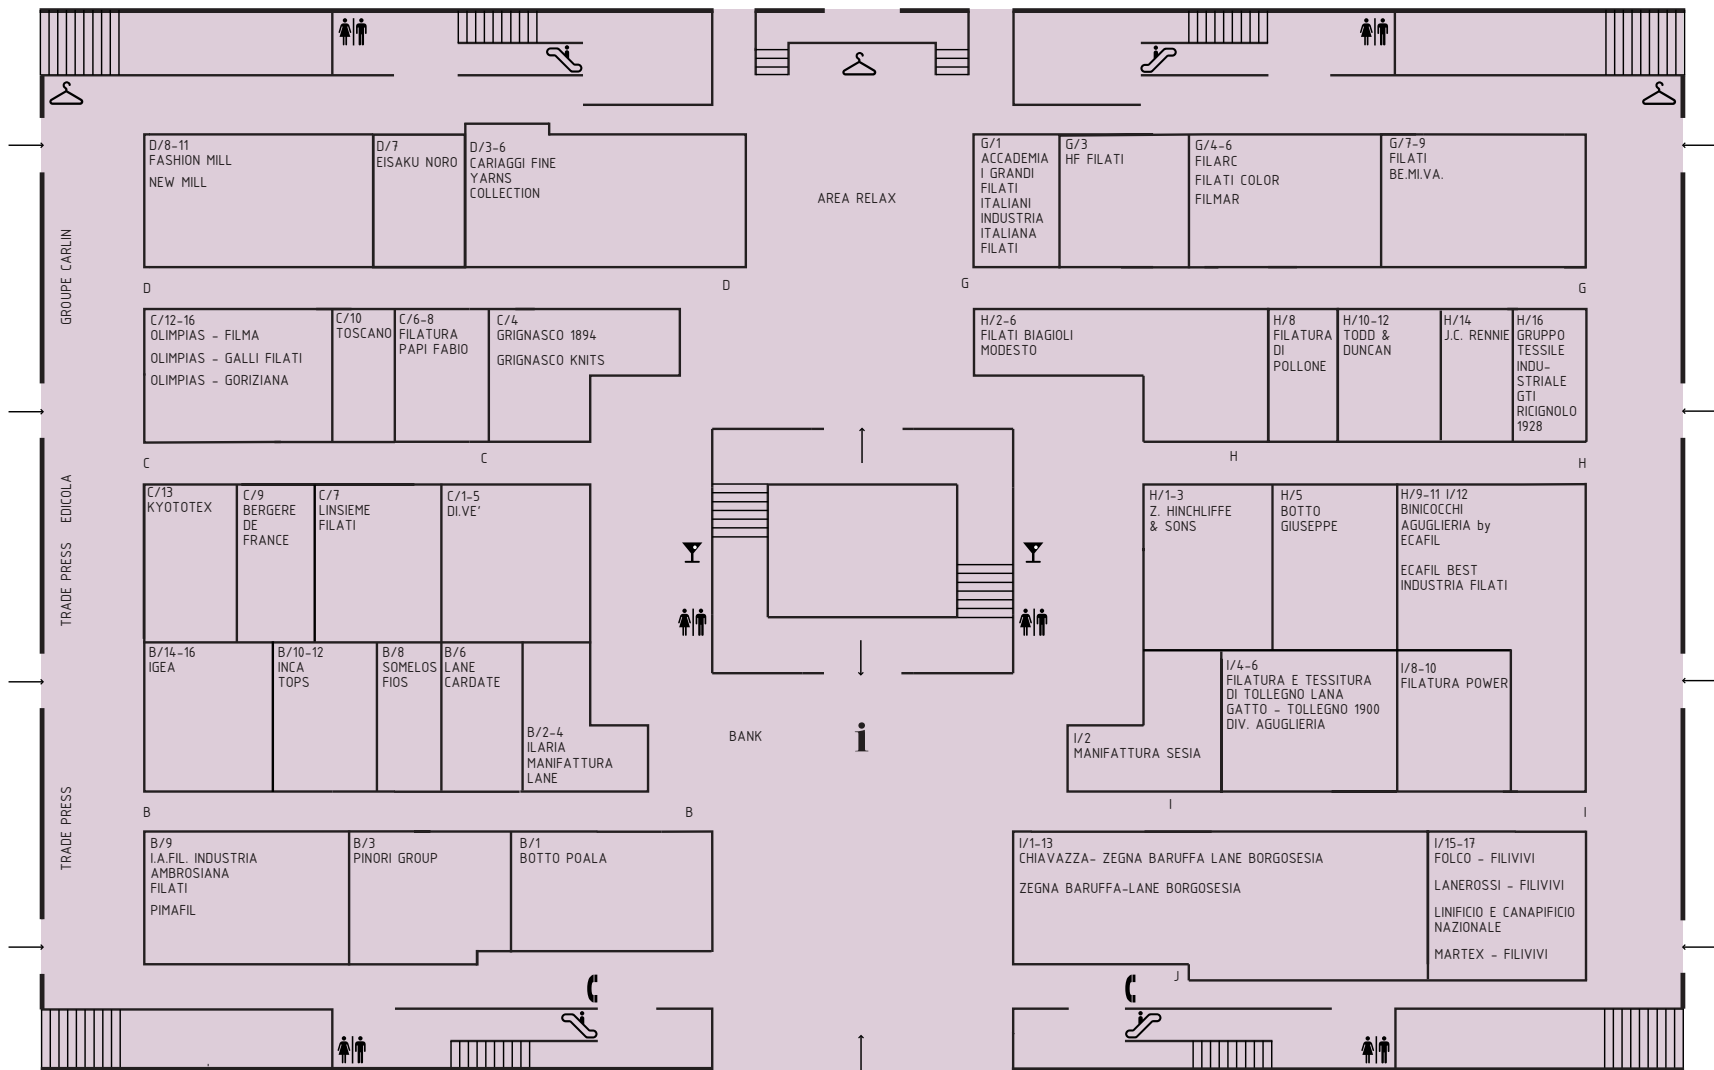 D/8-11
FASHION MILL
NEW MILL
D/7
EISAKU NORO
D/3-6
CARIAGGI FINE
YARNS
COLLECTION
AREA RELAX
G/1
ACCADEMIA
I GRANDI
FILATI
ITALIANI
INDUSTRIA
ITALIANA
FILATI
G/3
HF FILATI
G/4-6
FILARC
FILATI COLOR
FILMAR
G/7-9
FILATI
BE.MI.VA.
GROUPE CARLIN
D
D
G
G
C/12-16
OLIMPIAS - FILMA
OLIMPIAS - GALLI FILATI
OLIMPIAS - GORIZIANA
C/10
TOSCANO
C/6-8
FILATURA
PAPI FABIO
C/4
GRIGNASCO 1894
GRIGNASCO KNITS
H/2-6
FILATI BIAGIOLI
MODESTO
H/8
FILATURA
DI
POLLONE
H/10-12
TODD &
DUNCAN
H/14
J.C. RENNIE
H/16
GRUPPO
TESSILE
INDU-
STRIALE
GTI
RICIGNOLO
1928
C
C
H
H
TRADE PRESS EDICOLA
C/13
KYOTOTEX
C/9
BERGERE
DE
FRANCE
C/7
LINSIEME
FILATI
C/1-5
DI.VE'
H/1-3
Z. HINCHLIFFE
& SONS
H/5
BOTTO
GIUSEPPE
H/9-11 I/12
BINICOCCHI
AGUGLIERIA by
ECAFIL
ECAFIL BEST
INDUSTRIA FILATI
B/14-16
IGEA
B/10-12
INCA
TOPS
B/8
SOMELOS
FIOS
B/6
LANE
CARDATE
B/2-4
ILARIA
MANIFATTURA
LANE
BANK
i
I/2
MANIFATTURA SESIA
I/4-6
FILATURA E TESSITURA
DI TOLLEGNO LANA
GATTO - TOLLEGNO 1900
DIV. AGUGLIERIA
I/8-10
FILATURA POWER
TRADE PRESS
B
B
I
I
B/9
I.A.FIL. INDUSTRIA
AMBROSIANA
FILATI
PIMAFIL
B/3
PINORI GROUP
B/1
BOTTO POALA
I/1-13
CHIAVAZZA- ZEGNA BARUFFA LANE BORGOSESIA
ZEGNA BARUFFA-LANE BORGOSESIA
I/15-17
FOLCO - FILIVIVI
LANEROSSI - FILIVIVI
LINIFICIO E CANAPIFICIO
NAZIONALE
MARTEX - FILIVIVI
J